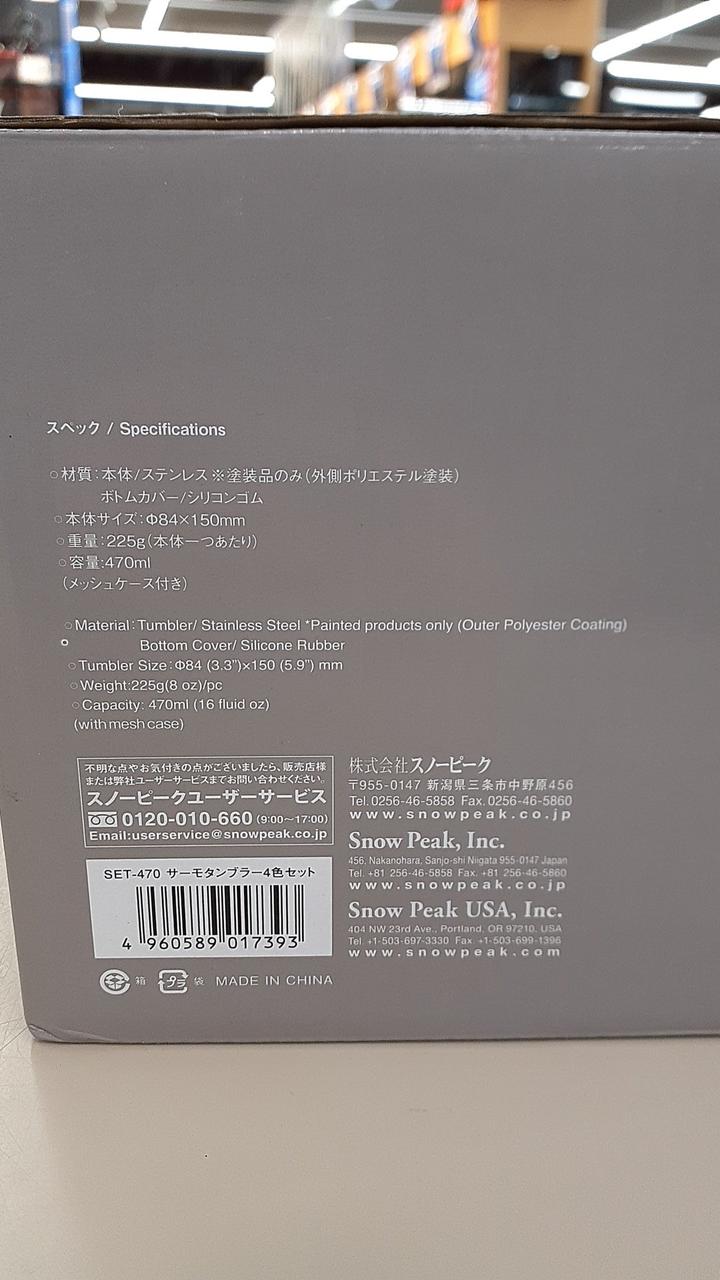 スペック / Specifications
○材質:本体/ステンレス ※塗装品のみ(外側ポリエステル塗装)
ボトムカバー/シリコンゴム
○本体サイズ:Φ84×150mm
○重量:225g(本体一つあたり)
○容量:470ml
(メッシュケース付き)
○Material:Tumbler/ Stainless Steel *Painted products only (Outer Polyester Coating)
Bottom Cover/ Silicone Rubber
○Tumbler Size:Φ84 (3.3")×150 (5.9") mm
○Weight:225g(8 oz)/pc
○Capacity: 470ml (16 fluid oz)
(with mesh case)
不明な点やお気付きの点がございましたら、販売店様
または弊社ユーザーサービスまでお問い合わせください。
スノーピークユーザーサービス
0120-010-660 (9:00〜17:00)
Email:userservice@snowpeak.co.jp
SET-470 サーモタンブラー4色セット
4 960589 017393
箱 プラ 袋 MADE IN CHINA
株式会社スノーピーク
〒955-0147 新潟県三条市中野原456
Tel.0256-46-5858 Fax.0256-46-5860
www.snowpeak.co.jp
Snow Peak, Inc.
456, Nakanohara, Sanjo-shi Niigata 955-0147 Japan
Tel. +81 256-46-5858 Fax. +81 256-46-5860
www.snowpeak.co.jp
Snow Peak USA, Inc.
404 NW 23rd Ave., Portland, OR 97210. USA
Tel. +1-503-697-3330 Fax +1-503-699-1396
www.snowpeak.com